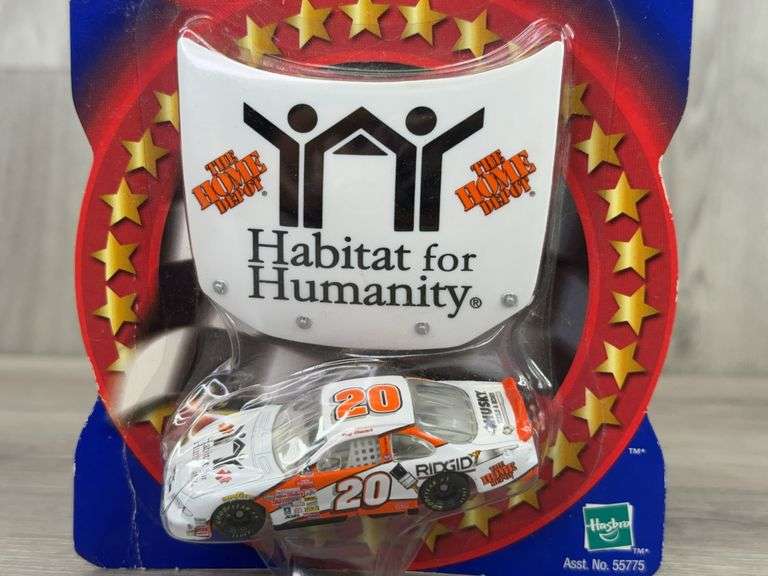 THE
HOME
DEPOT
®
THE
HOME
DEPOT
®
Habitat for
Humanity®
20
HUSKY
RIDGID
20
THE
HOME
DEPOT
TM
Hasbro
TM
Asst. No. 55775